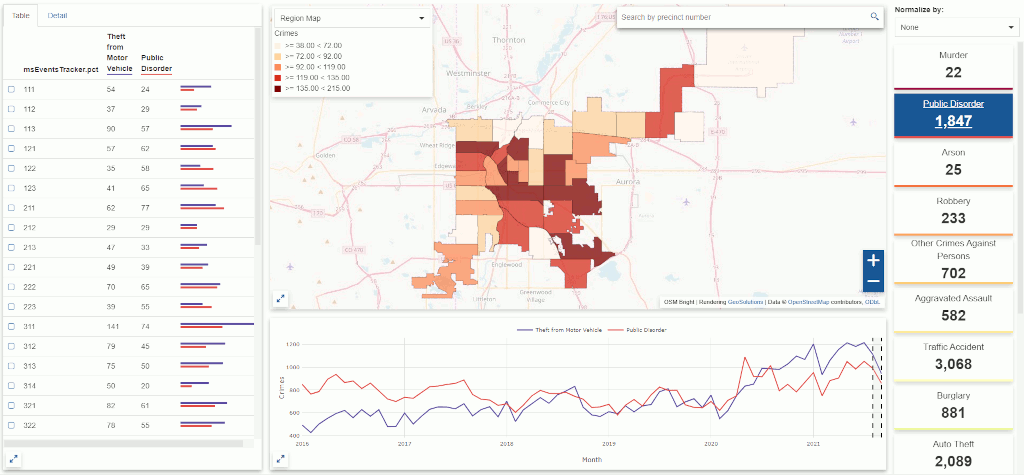 Table Detail
msEventsTracker.pct Theft from Motor Vehicle Public Disorder
111 54 24
112 37 29
113 90 57
121 57 62
122 35 58
123 41 65
211 62 77
212 29 29
213 47 33
221 49 39
222 70 65
223 39 55
311 141 74
312 79 45
313 50 38
314 50 20
321 82 61
322 78 55
Region Map
Crimes
>= 38.00 < 72.00
>= 72.00 < 92.00
>= 92.00 < 119.00
>= 119.00 < 135.00
>= 135.00 < 215.00
Search by precinct number
Thornton
Westminster
Commerce City
Berkley
Arvada
Wheat Ridge
Golden
Aurora
Englewood
Littleton
Greenwood
Village
+
−
OSM Bright | Rendering GeoSolutions | Data © OpenStreetMap contributors, ODbL
Theft from Motor Vehicle Public Disorder
Crimes
1200
1000
800
600
400
2016 2017 2018 2019 2020 2021
Month
Normalize by:
None
Murder
22
Public Disorder
1,847
Arson
25
Robbery
233
Other Crimes Against
Persons
702
Aggravated Assault
582
Traffic Accident
3,068
Burglary
881
Auto Theft
2,089